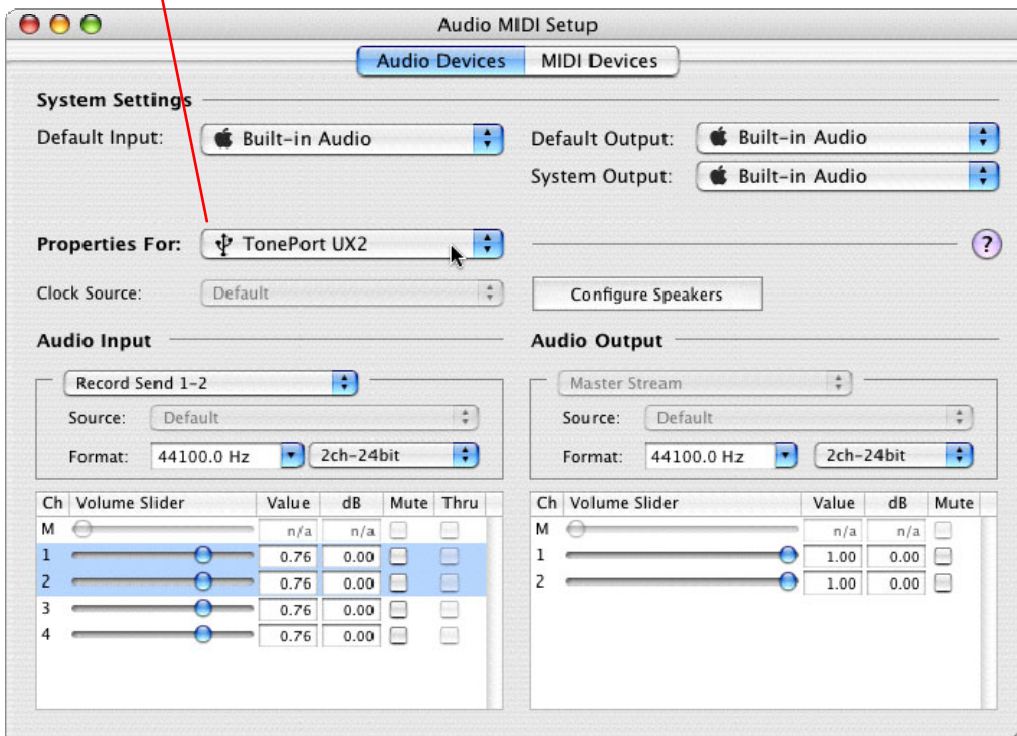 Audio MIDI Setup
Audio Devices MIDI Devices
System Settings
Default Input: Built-in Audio Default Output: Built-in Audio
System Output: Built-in Audio
Properties For: TonePort UX2 ?
Clock Source: Default Configure Speakers
Audio Input Audio Output
Record Send 1-2 Master Stream
Source: Default Source: Default
Format: 44100.0 Hz 2ch-24bit Format: 44100.0 Hz 2ch-24bit
Ch Volume Slider Value dB Mute Thru Ch Volume Slider Value dB Mute
M n/a n/a M n/a n/a
1 0.76 0.00 1 1.00 0.00
2 0.76 0.00 2 1.00 0.00
3 0.76 0.00
4 0.76 0.00